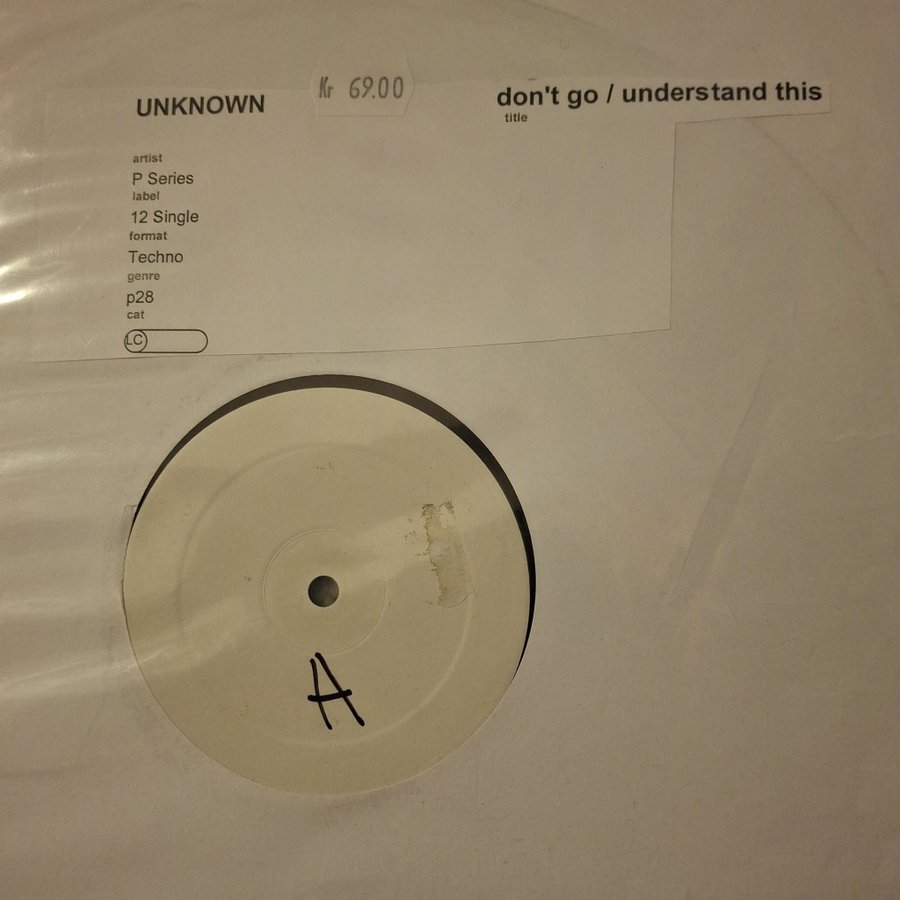 Kr 69.00
UNKNOWN
artist
P Series
label
12 Single
format
Techno
genre
p28
cat
LC
don't go / understand this
title
A